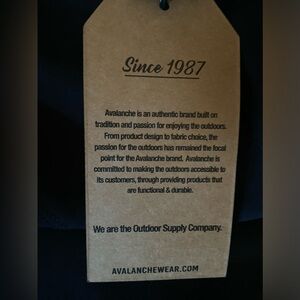 Since 1987
Avalanche is an authentic brand built on
tradition and passion for enjoying the outdoors.
From product design to fabric choice, the
passion for the outdoors has remained the focal
point for the Avalanche brand. Avalanche is
committed to making the outdoors accessible to
its customers, through providing products that
are functional & durable.
We are the Outdoor Supply Company.
AVALANCHEWEAR.COM